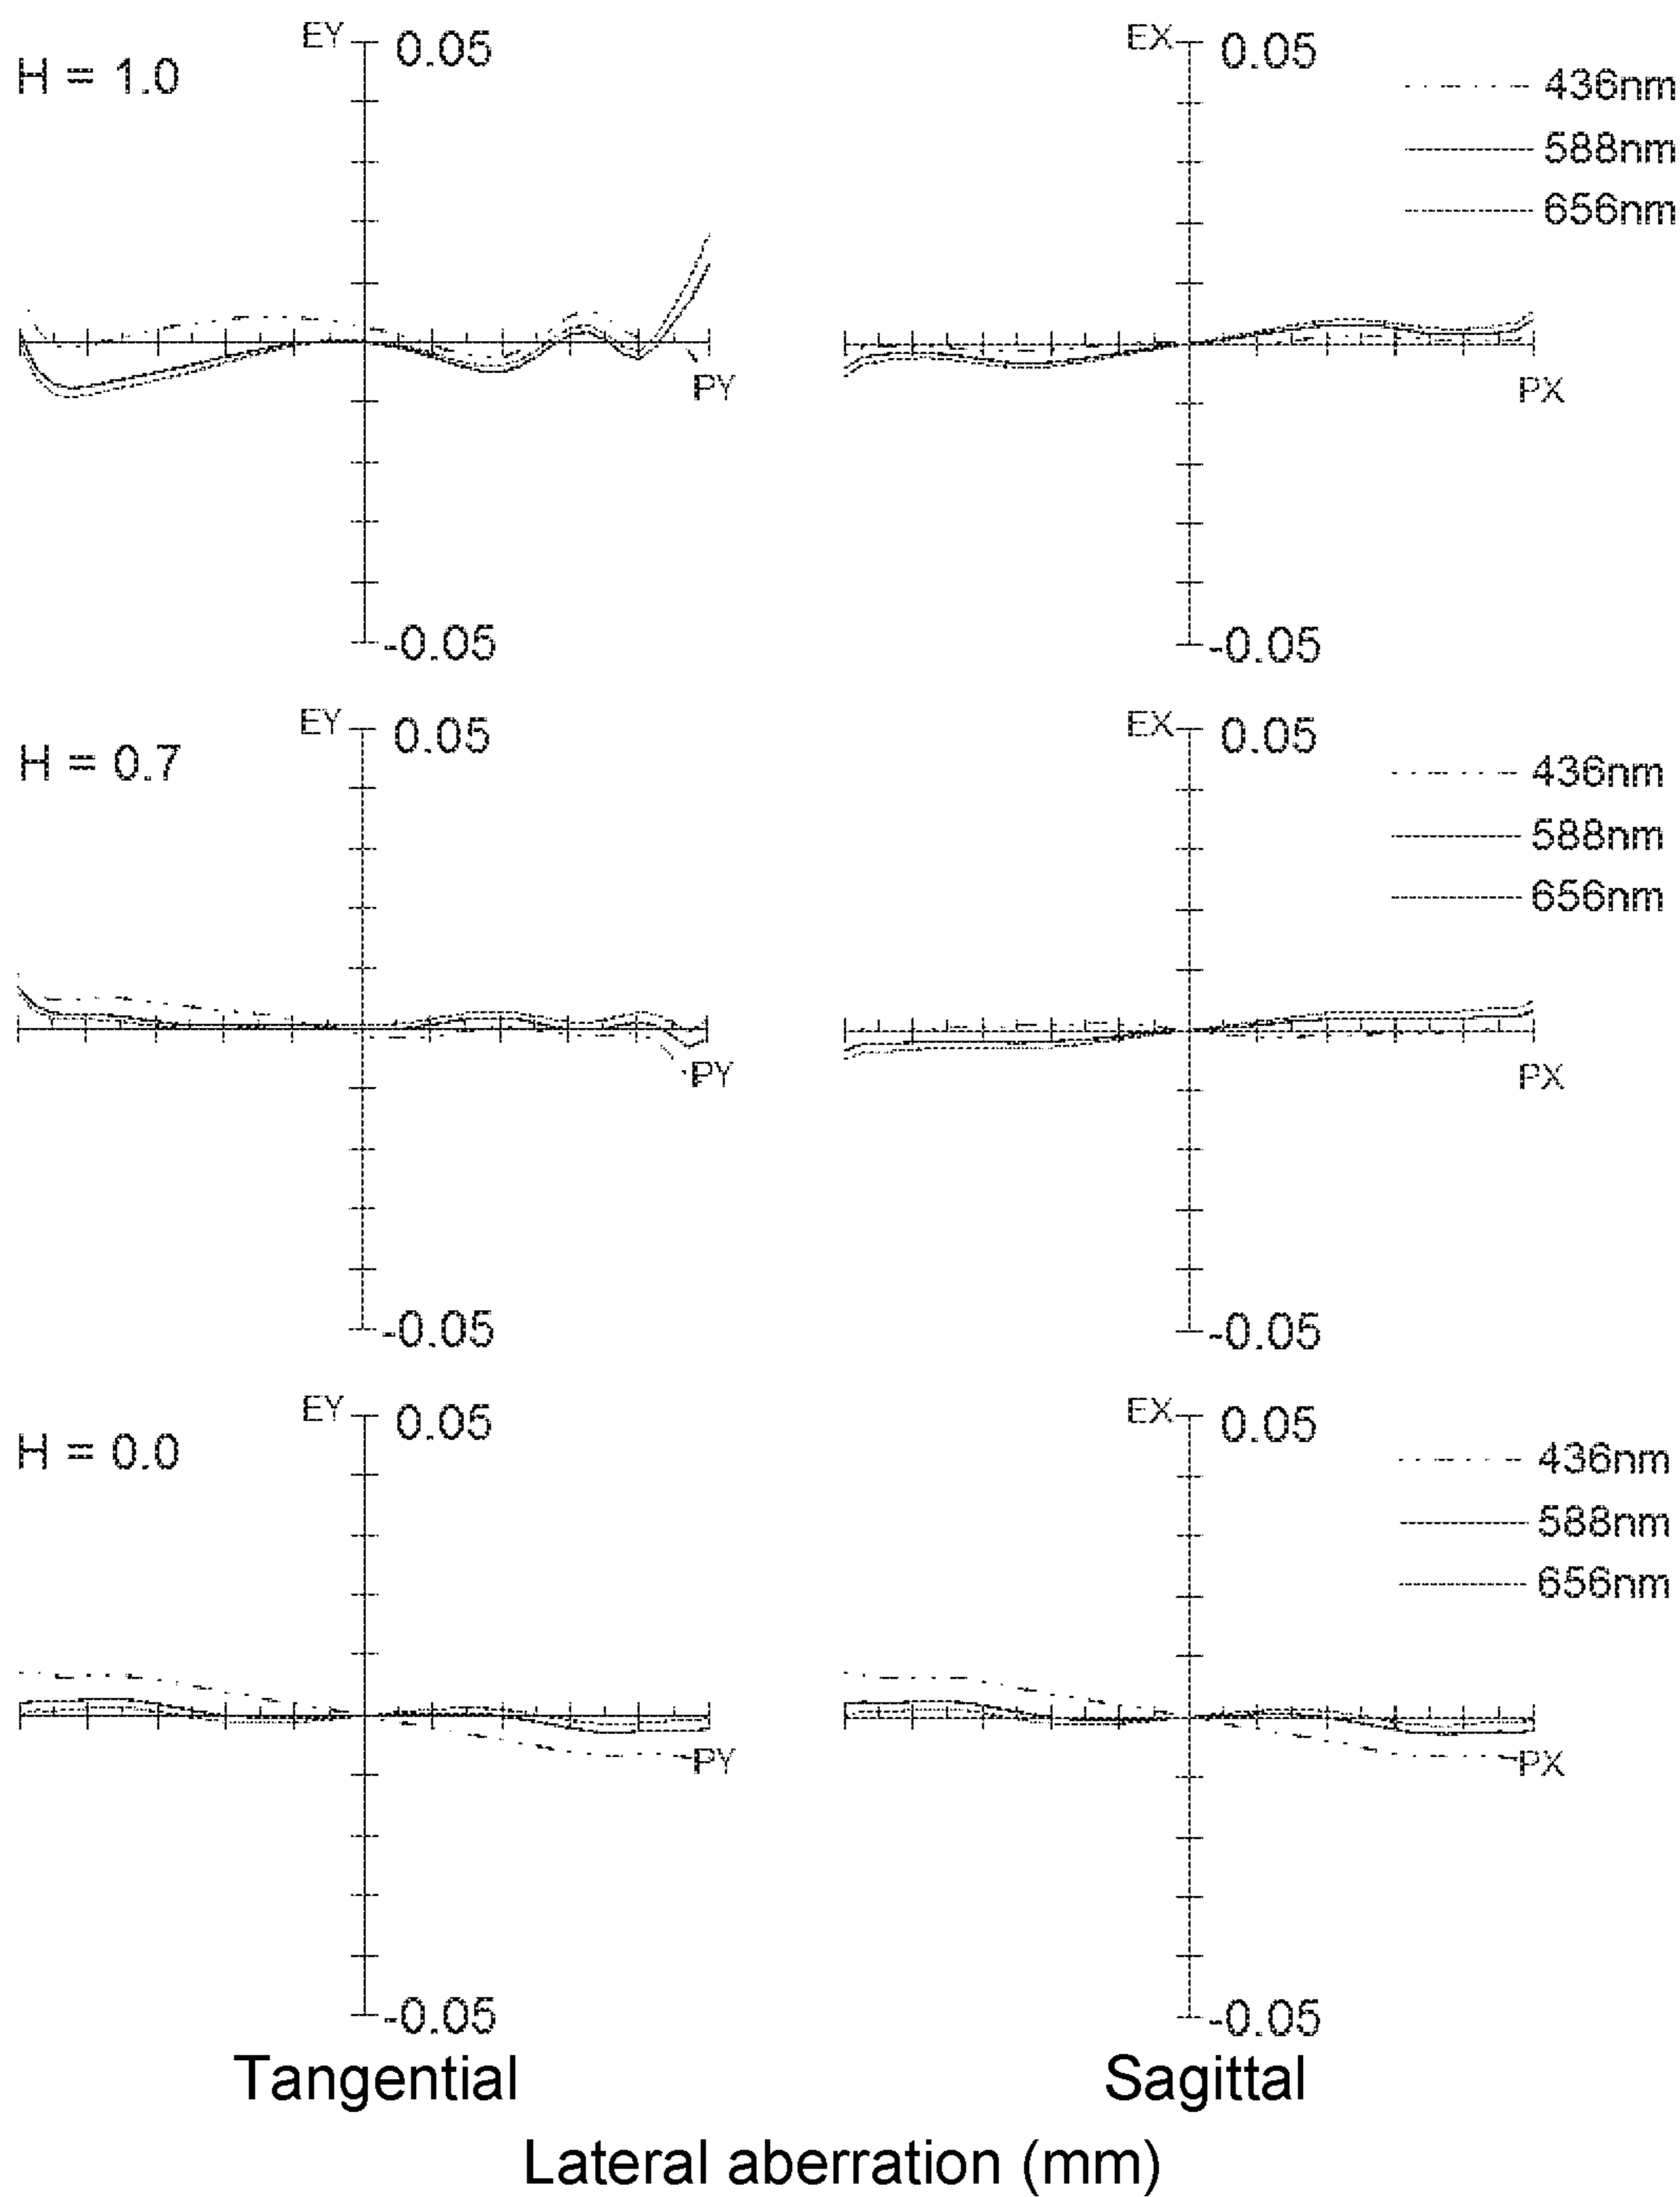 EY 0.05 EX 0.05
H = 1.0
436nm
588nm
656nm
PY PX
-0.05 -0.05
EY 0.05 EX 0.05
H = 0.7
436nm
588nm
656nm
PY PX
-0.05 -0.05
EY 0.05 EX 0.05
H = 0.0
436nm
588nm
656nm
PY PX
-0.05 -0.05
Tangential Sagittal
Lateral aberration (mm)